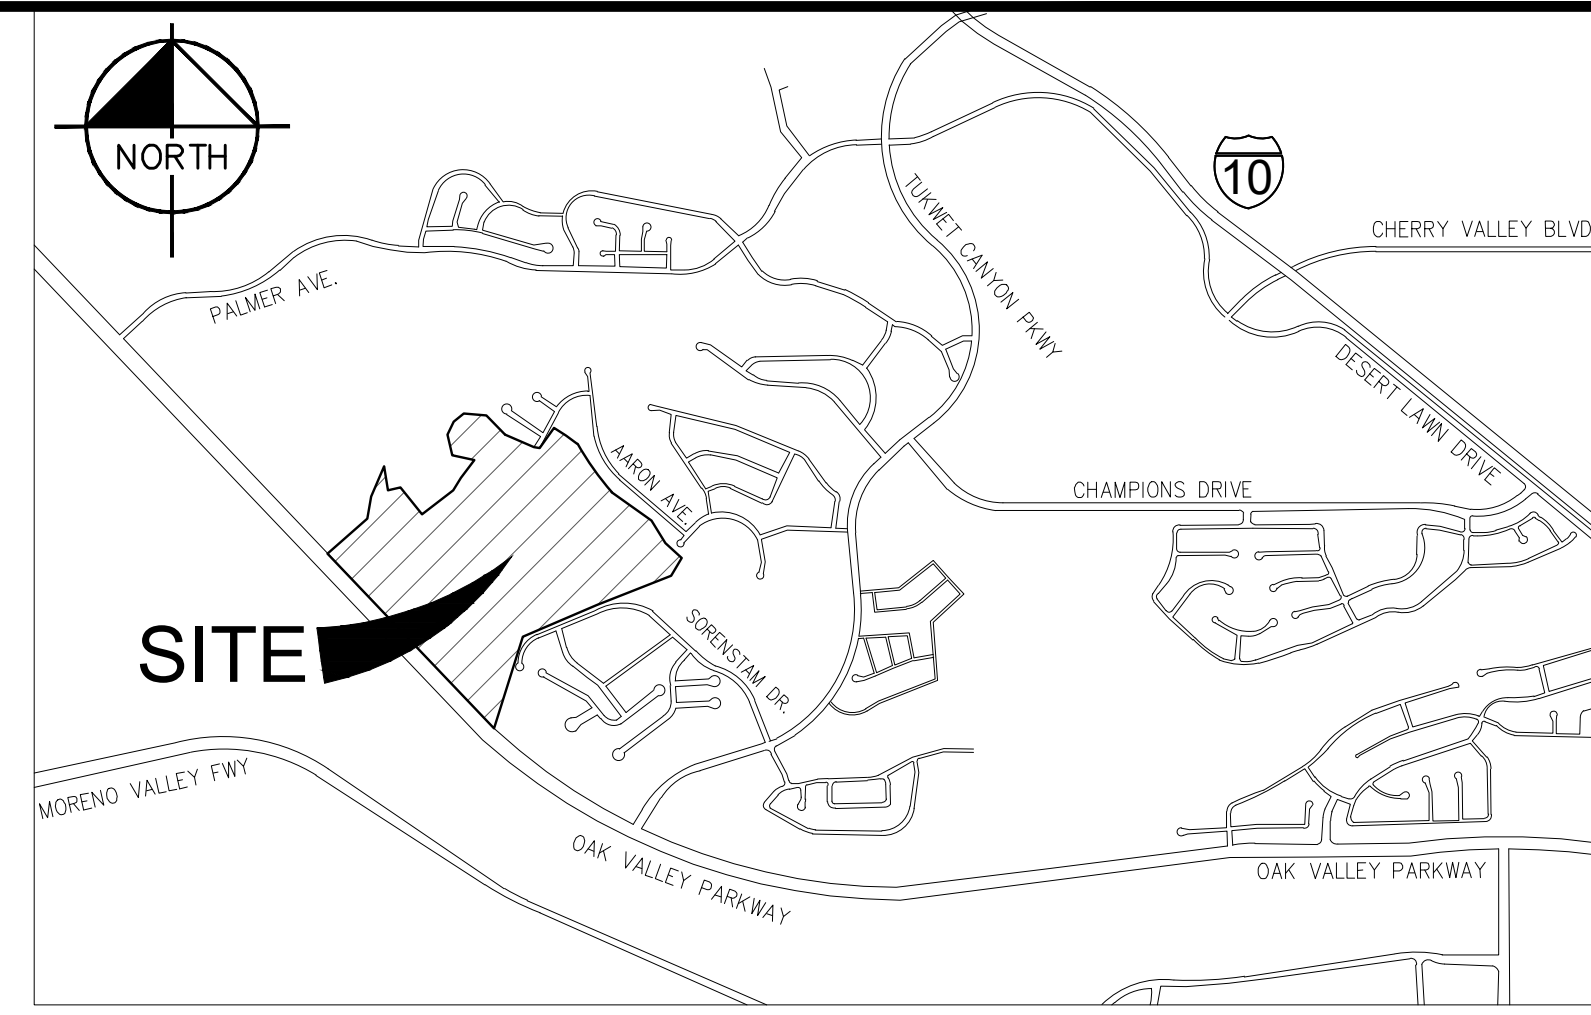 NORTH
10
CHERRY VALLEY BLVD
TUKWET CANYON PKWY
PALMER AVE.
DESERT LAWN DRIVE
AARON AVE.
CHAMPIONS DRIVE
SITE
SORENSTAM DR.
MORENO VALLEY FWY
OAK VALLEY PARKWAY
OAK VALLEY PARKWAY